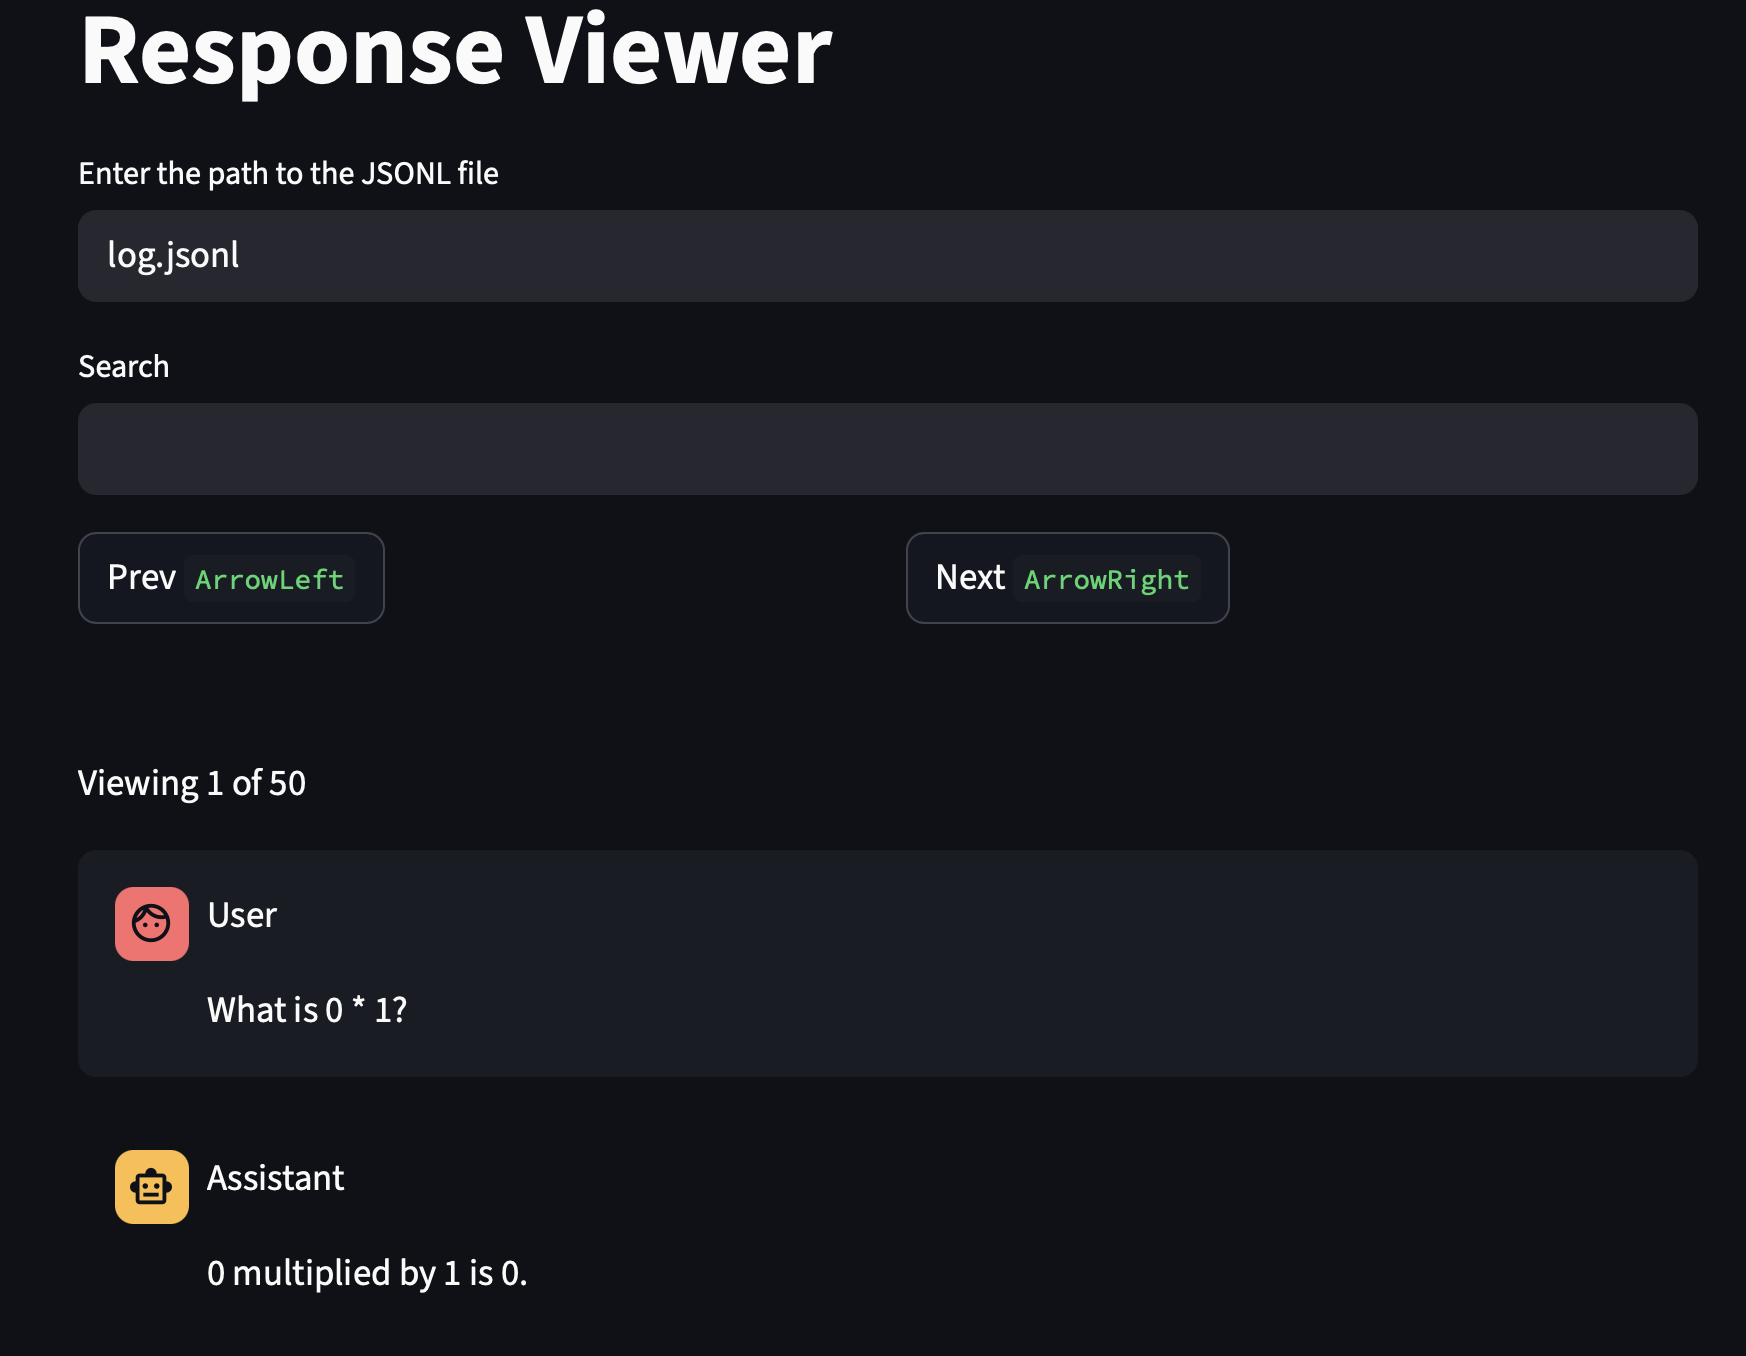 Response Viewer
Enter the path to the JSONL file
log.jsonl
Search
Prev ArrowLeft
Next ArrowRight
Viewing 1 of 50
User
What is 0 * 1?
Assistant
0 multiplied by 1 is 0.